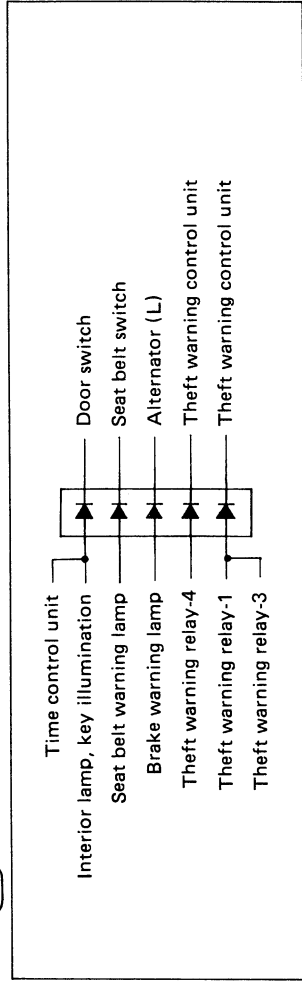 Time control unit
Interior lamp, key illumination
Door switch
Seat belt warning lamp
Seat belt switch
Brake warning lamp
Alternator (L)
Theft warning relay-4
Theft warning control unit
Theft warning relay-1
Theft warning control unit
Theft warning relay-3